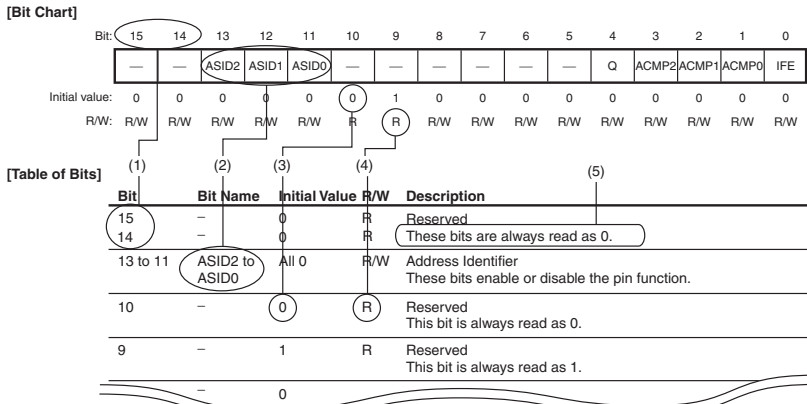 [Bit Chart]
Bit: 15 14 13 12 11 10 9 8 7 6 5 4 3 2 1 0
— — ASID2 ASID1 ASID0 — — — — — — Q ACMP2 ACMP1 ACMP0 IFE
Initial value: 0 0 0 0 0 0 1 0 0 0 0 0 0 0 0 0
R/W: R/W R/W R/W R/W R/W R R R/W R/W R/W R/W R/W R/W R/W R/W R/W
(1) (2) (3) (4) (5)
[Table of Bits]
Bit Bit Name Initial Value R/W Description
15 – 0 R Reserved
14 – 0 R These bits are always read as 0.
13 to 11 ASID2 to All 0 R/W Address Identifier
ASID0 These bits enable or disable the pin function.
10 – 0 R Reserved
This bit is always read as 0.
9 – 1 R Reserved
This bit is always read as 1.
– 0